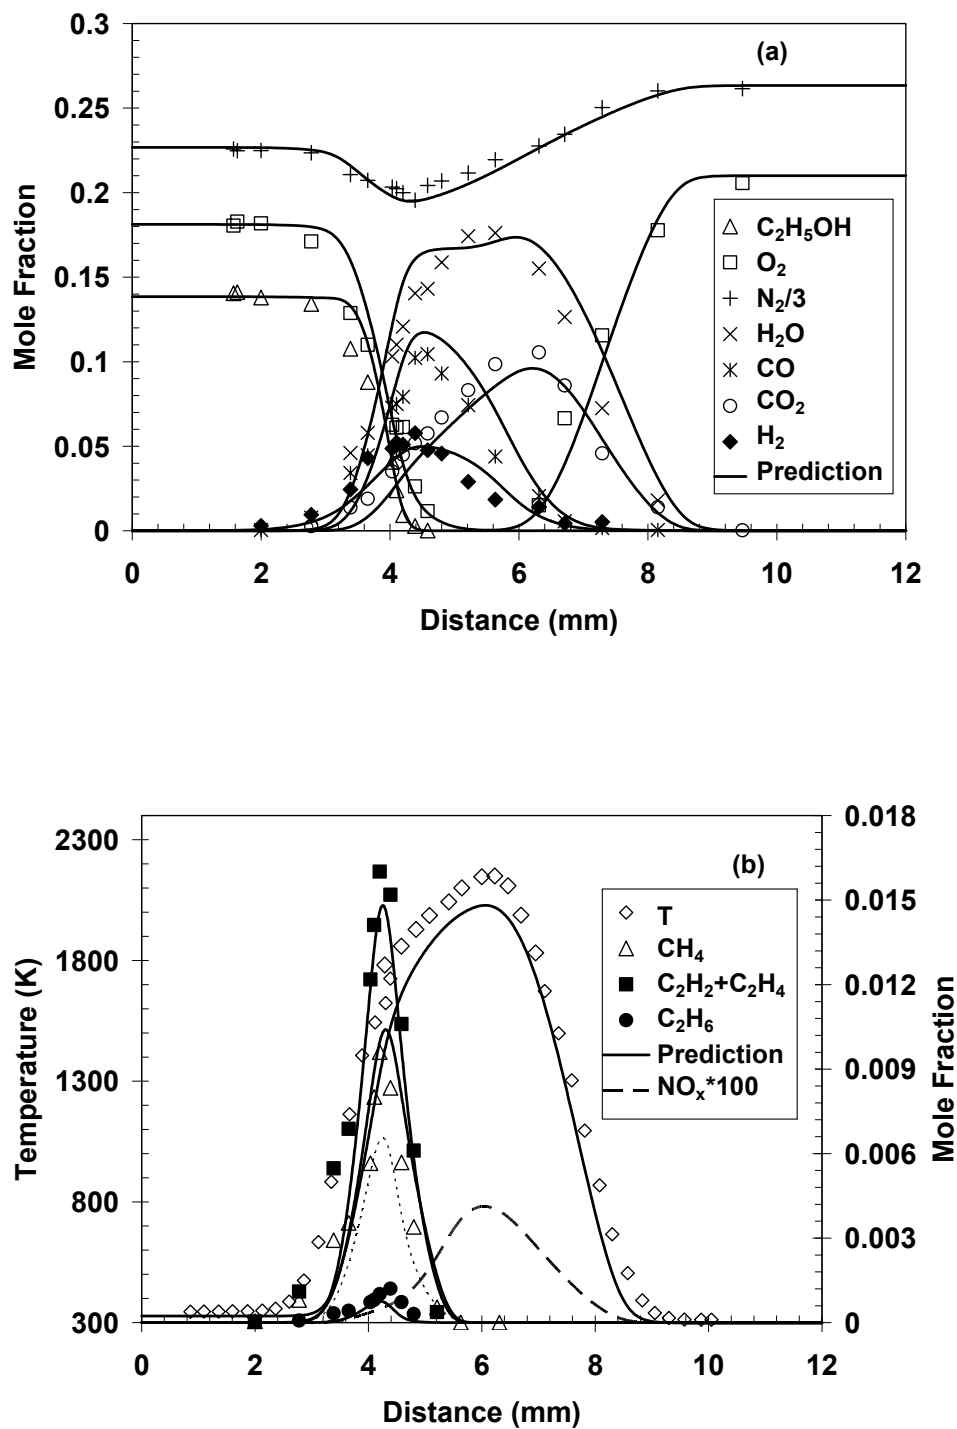 0.3
(a)
0.25
0.2
0.15
0.1
0.05
0
Mole Fraction
C₂H₅OH
O₂
N₂/3
H₂O
CO
CO₂
H₂
Prediction
0 2 4 6 8 10 12
Distance (mm)
2300
1800
1300
800
300
Temperature (K)
(b)
T
CH₄
C₂H₂+C₂H₄
C₂H₆
Prediction
NOₓ*100
0.018
0.015
0.012
0.009
0.006
0.003
0
Mole Fraction
0 2 4 6 8 10 12
Distance (mm)